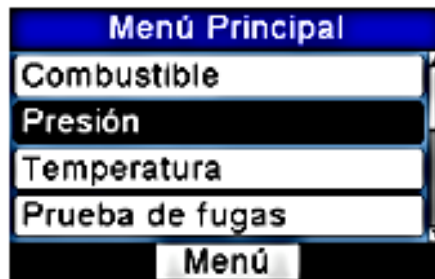 Menú Principal
Combustible
Presión
Temperatura
Prueba de fugas
Menú